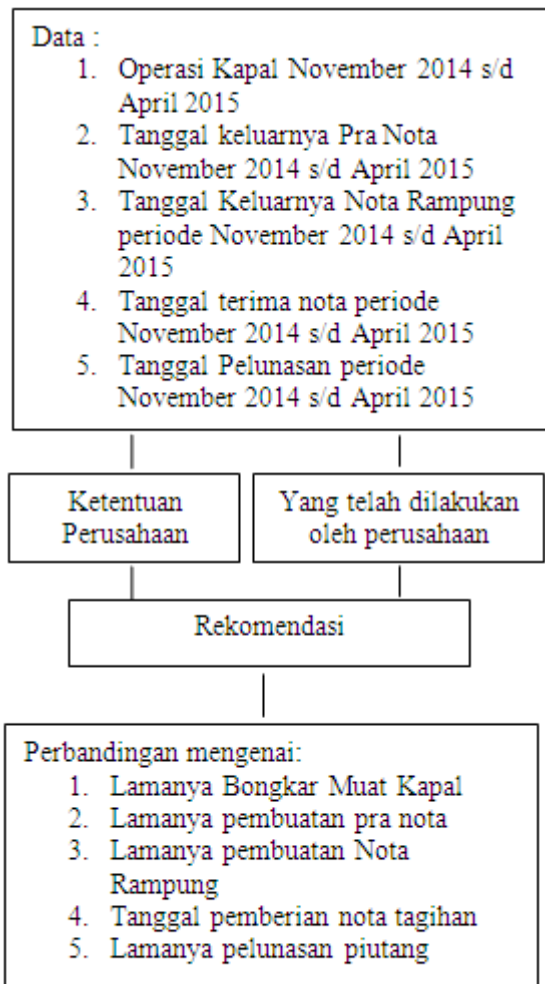 Data :
1. Operasi Kapal November 2014 s/d
April 2015
2. Tanggal keluarnya Pra Nota
November 2014 s/d April 2015
3. Tanggal Keluarnya Nota Rampung
periode November 2014 s/d April
2015
4. Tanggal terima nota periode
November 2014 s/d April 2015
5. Tanggal Pelunasan periode
November 2014 s/d April 2015
Ketentuan
Perusahaan
Yang telah dilakukan
oleh perusahaan
Rekomendasi
Perbandingan mengenai:
1. Lamanya Bongkar Muat Kapal
2. Lamanya pembuatan pra nota
3. Lamanya pembuatan Nota
Rampung
4. Tanggal pemberian nota tagihan
5. Lamanya pelunasan piutang